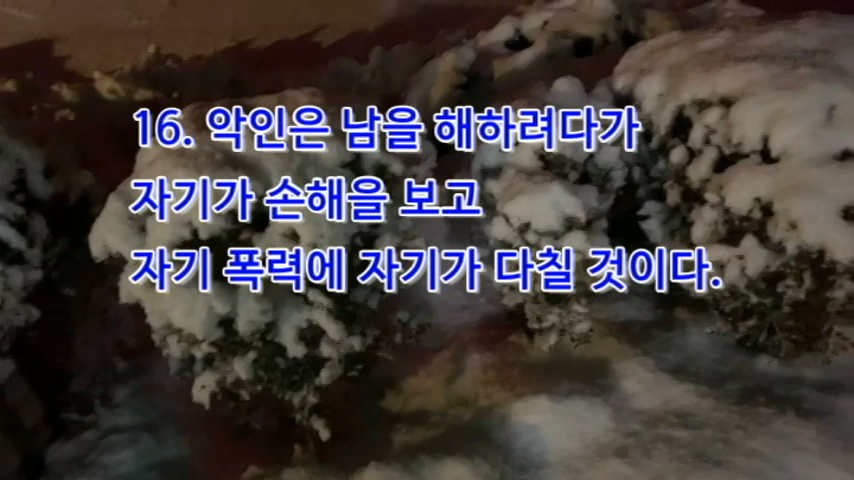 16. 악인은 남을 해하려다가
자기가 손해을 보고
자기 폭력에 자기가 다칠 것이다.